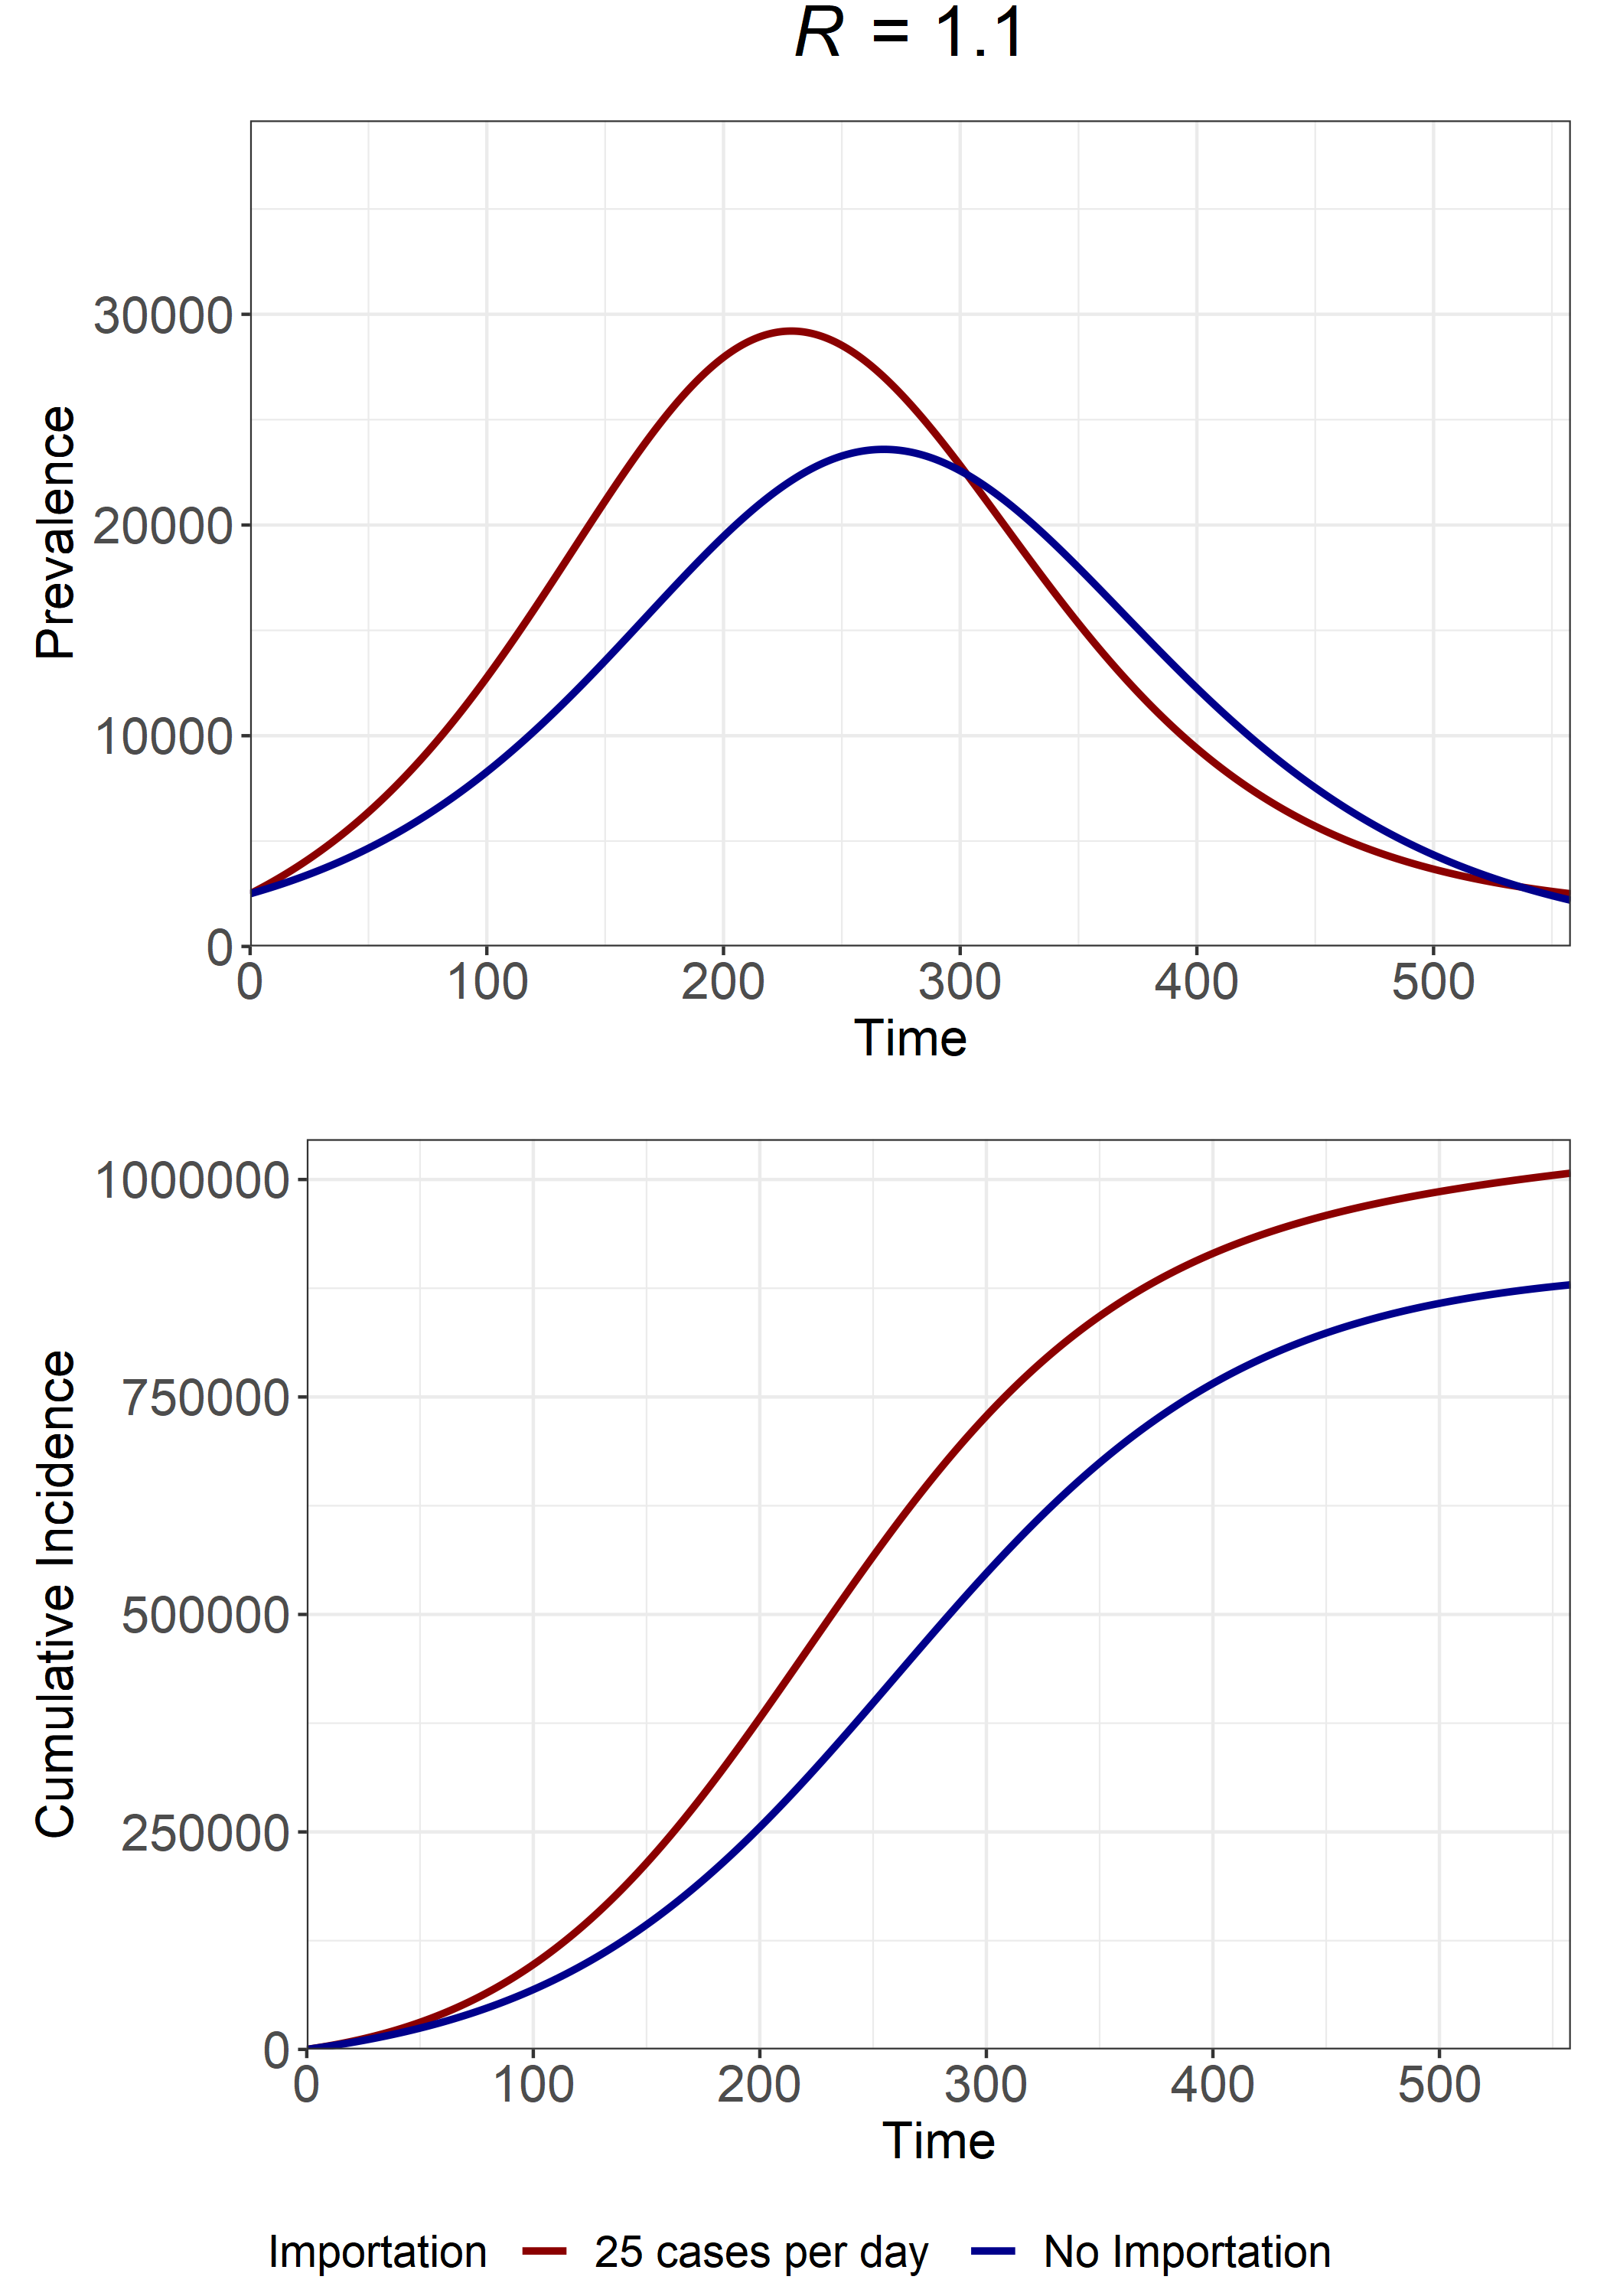 R = 1.1
Prevalence
30000
20000
10000
0
0 100 200 300 400 500
Time
Cumulative Incidence
1000000
750000
500000
250000
0
0 100 200 300 400 500
Time
Importation 25 cases per day No Importation